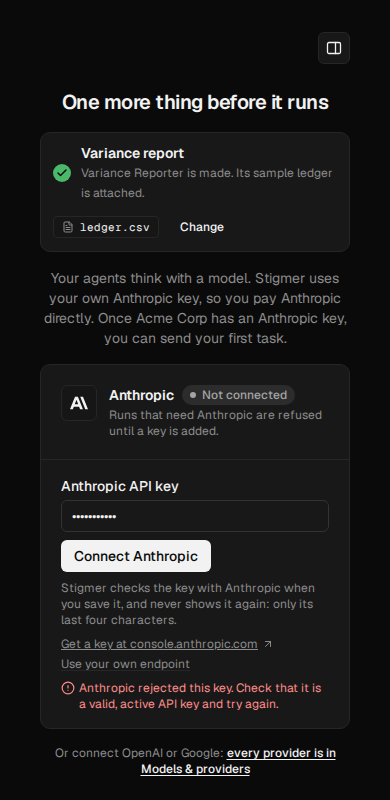 One more thing before it runs
Variance report
Variance Reporter is made. Its sample ledger
is attached.
ledger.csv
Change
Your agents think with a model. Stigmer uses
your own Anthropic key, so you pay Anthropic
directly. Once Acme Corp has an Anthropic key,
you can send your first task.
Anthropic
Not connected
Runs that need Anthropic are refused
until a key is added.
Anthropic API key
•••••••••••
Connect Anthropic
Stigmer checks the key with Anthropic when
you save it, and never shows it again: only its
last four characters.
Get a key at console.anthropic.com
Use your own endpoint
Anthropic rejected this key. Check that it is
a valid, active API key and try again.
Or connect OpenAI or Google: every provider is in
Models & providers